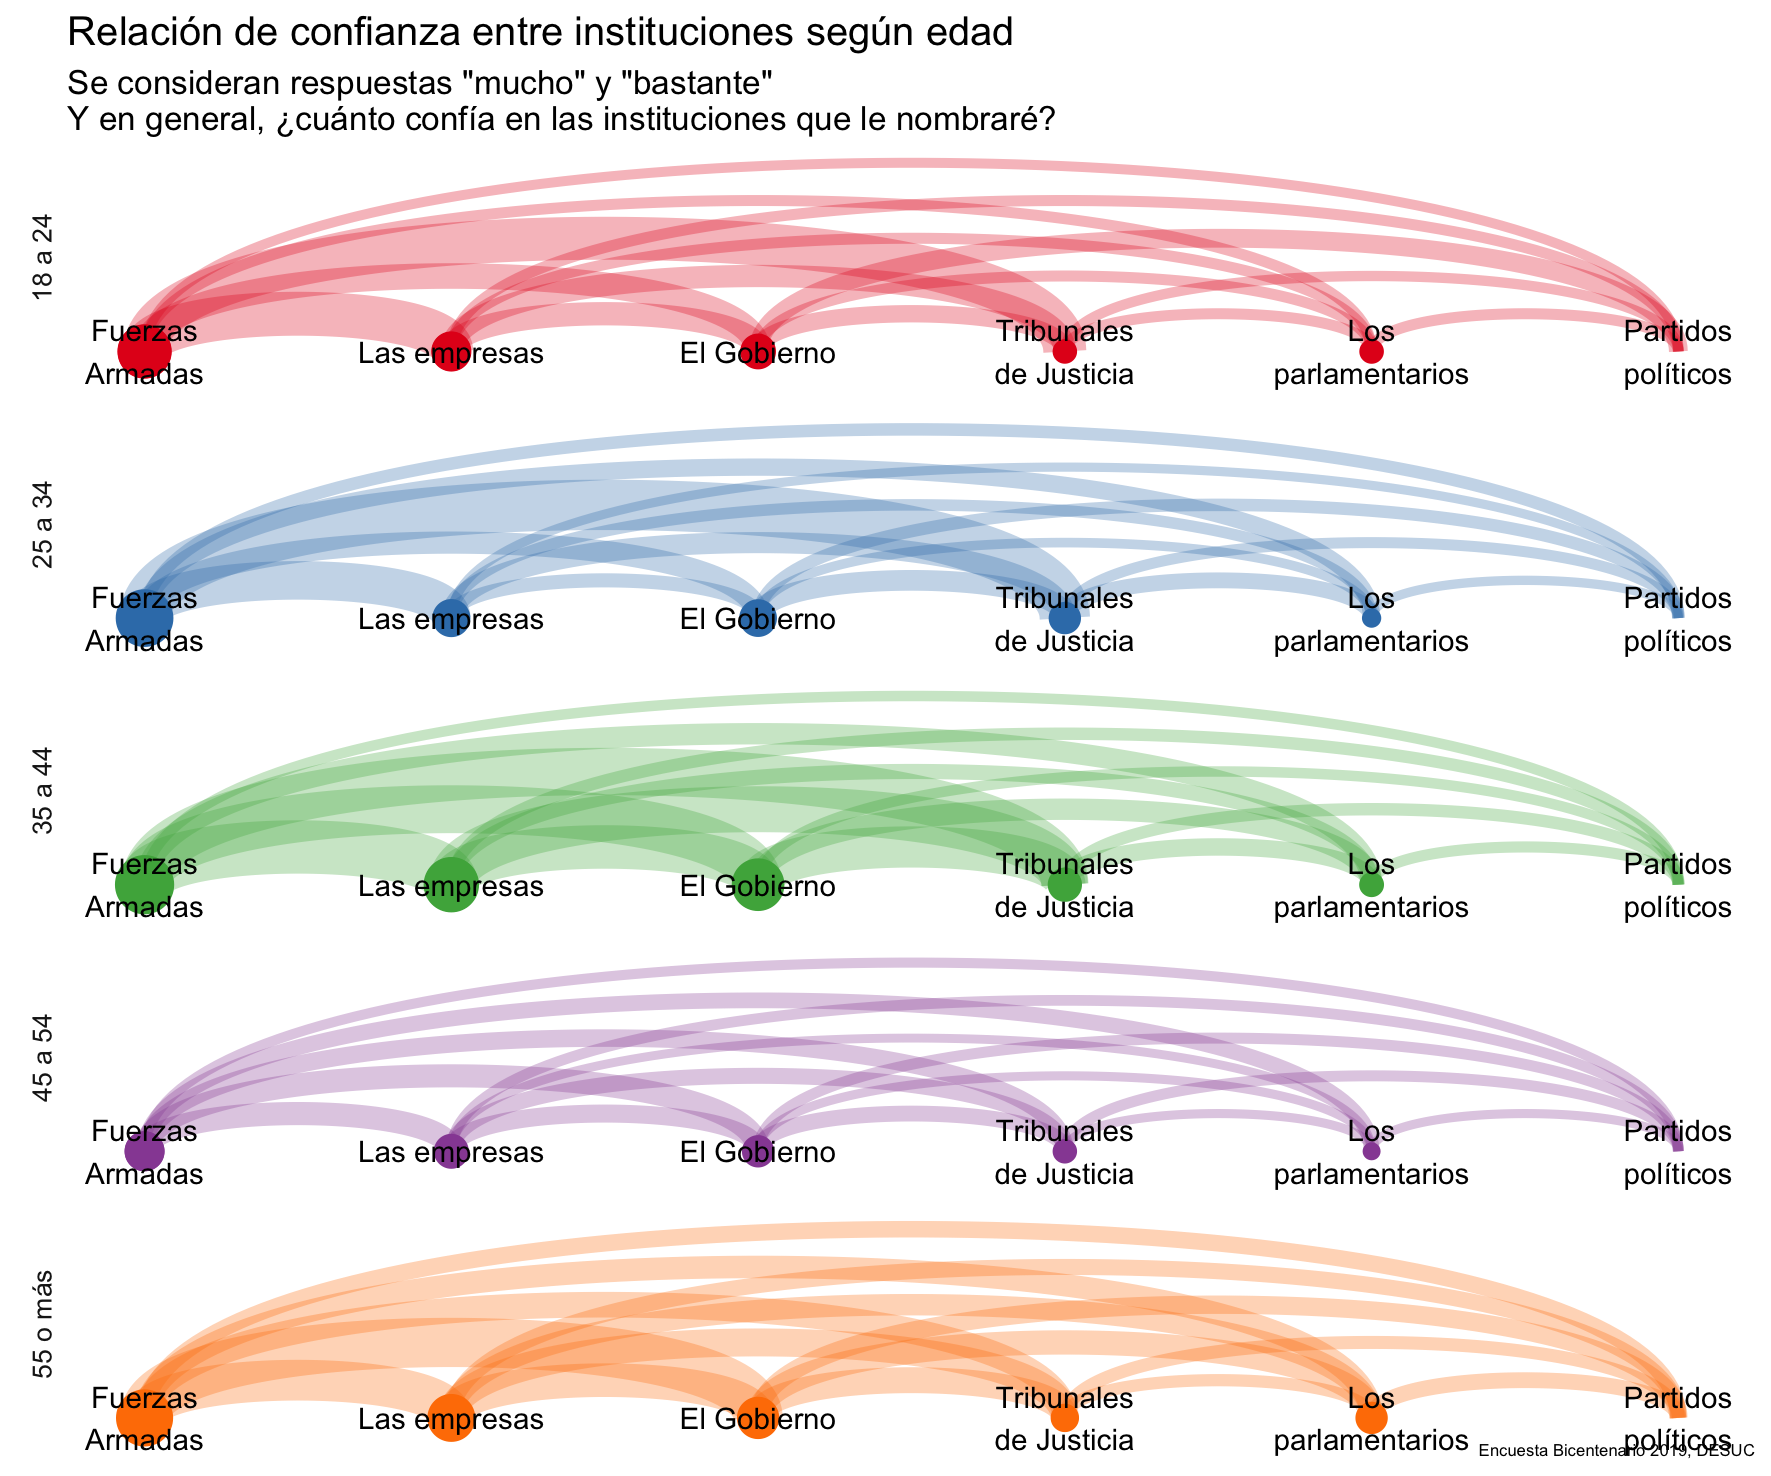 Relación de confianza entre instituciones según edad
Se consideran respuestas "mucho" y "bastante"
Y en general, ¿cuánto confía en las instituciones que le nombraré?
18 a 24
Fuerzas
Armadas
Las empresas
El Gobierno
Tribunales
de Justicia
Los
parlamentarios
Partidos
políticos
25 a 34
Fuerzas
Armadas
Las empresas
El Gobierno
Tribunales
de Justicia
Los
parlamentarios
Partidos
políticos
35 a 44
Fuerzas
Armadas
Las empresas
El Gobierno
Tribunales
de Justicia
Los
parlamentarios
Partidos
políticos
45 a 54
Fuerzas
Armadas
Las empresas
El Gobierno
Tribunales
de Justicia
Los
parlamentarios
Partidos
políticos
55 o más
Fuerzas
Armadas
Las empresas
El Gobierno
Tribunales
de Justicia
Los
parlamentarios
Partidos
políticos
Encuesta Bicentenario 2019, DESUC